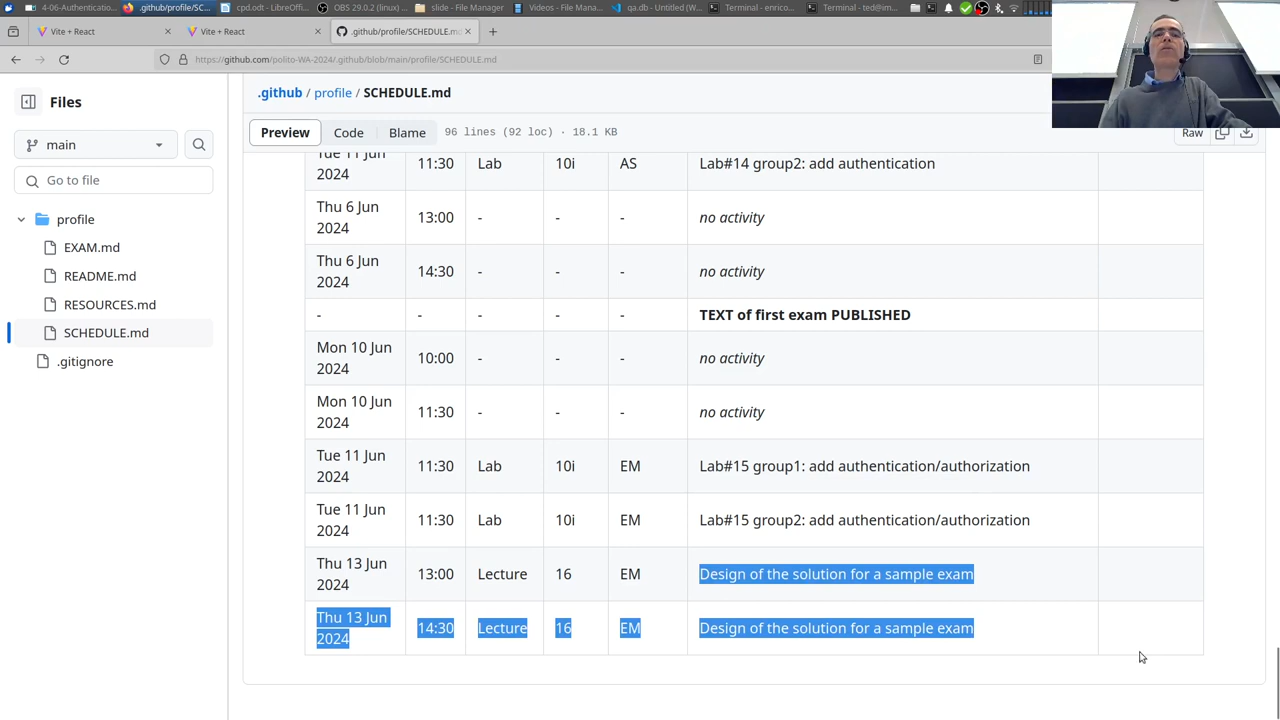 4-06-Authentication:
.github/profile/SC...
cpd.odt - LibreOffi...
OBS 29.0.2 (linux) ...
bin - File Manager
Videos - File Mana...
qa.db - Untitled (W...
Terminal - enrico...
Terminal - ted@im...
Vite + React
Vite + React
.github/profile/SCHEDULE.md
https://github.com/polito-WA-2024/.github/blob/main/profile/SCHEDULE.md
Files
.github / profile / SCHEDULE.md
main
Preview Code Blame 96 lines (92 loc) · 18.1 KB
Raw
Go to file
profile
EXAM.md
README.md
RESOURCES.md
SCHEDULE.md
.gitignore
Tue 11 Jun 2024 11:30 Lab 10i AS Lab#14 group2: add authentication
Thu 6 Jun 2024 13:00 - - - no activity
Thu 6 Jun 2024 14:30 - - - no activity
- - - - - TEXT of first exam PUBLISHED
Mon 10 Jun 2024 10:00 - - - no activity
Mon 10 Jun 2024 11:30 - - - no activity
Tue 11 Jun 2024 11:30 Lab 10i EM Lab#15 group1: add authentication/authorization
Tue 11 Jun 2024 11:30 Lab 10i EM Lab#15 group2: add authentication/authorization
Thu 13 Jun 2024 13:00 Lecture 16 EM Design of the solution for a sample exam
Thu 13 Jun 2024 14:30 Lecture 16 EM Design of the solution for a sample exam